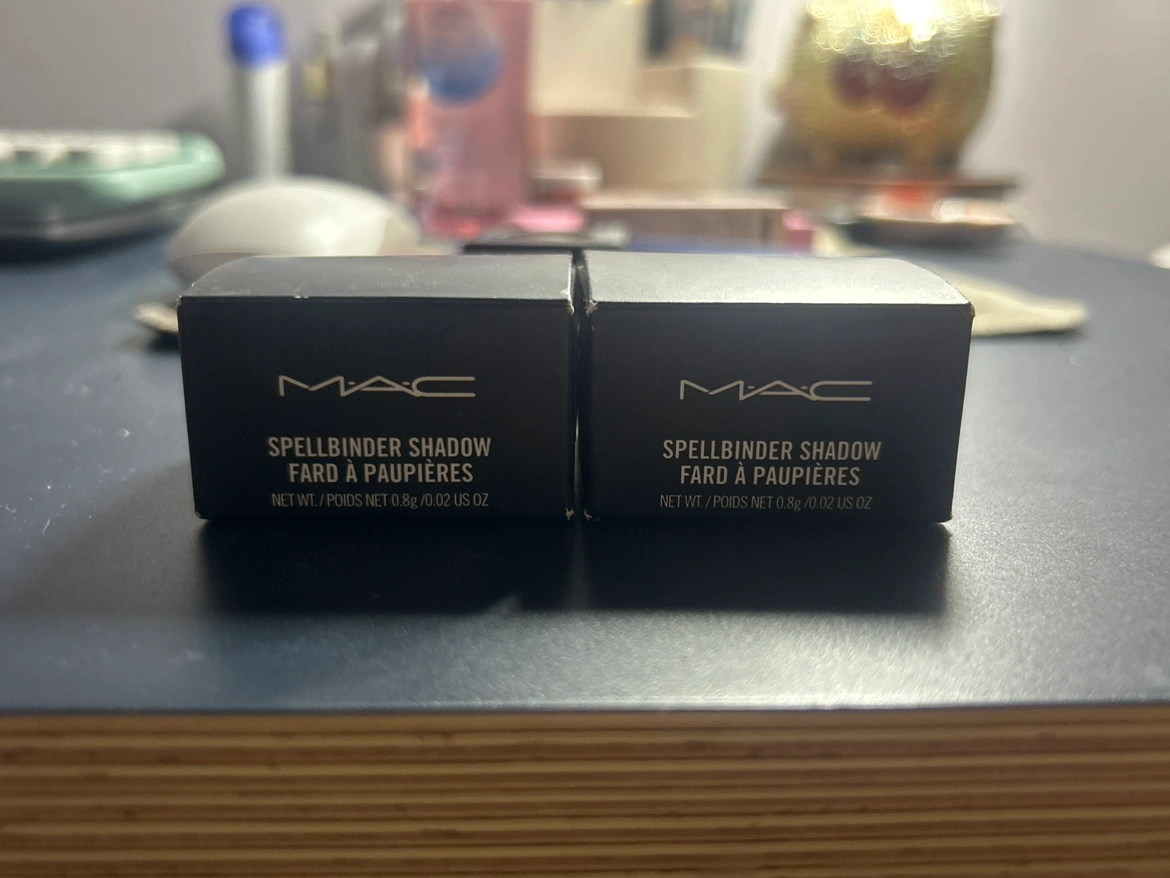 M·A·C
SPELLBINDER SHADOW
FARD À PAUPIÈRES
NET WT. / POIDS NET 0.8g /0.02 US OZ
M·A·C
SPELLBINDER SHADOW
FARD À PAUPIÈRES
NET WT. / POIDS NET 0.8g /0.02 US OZ